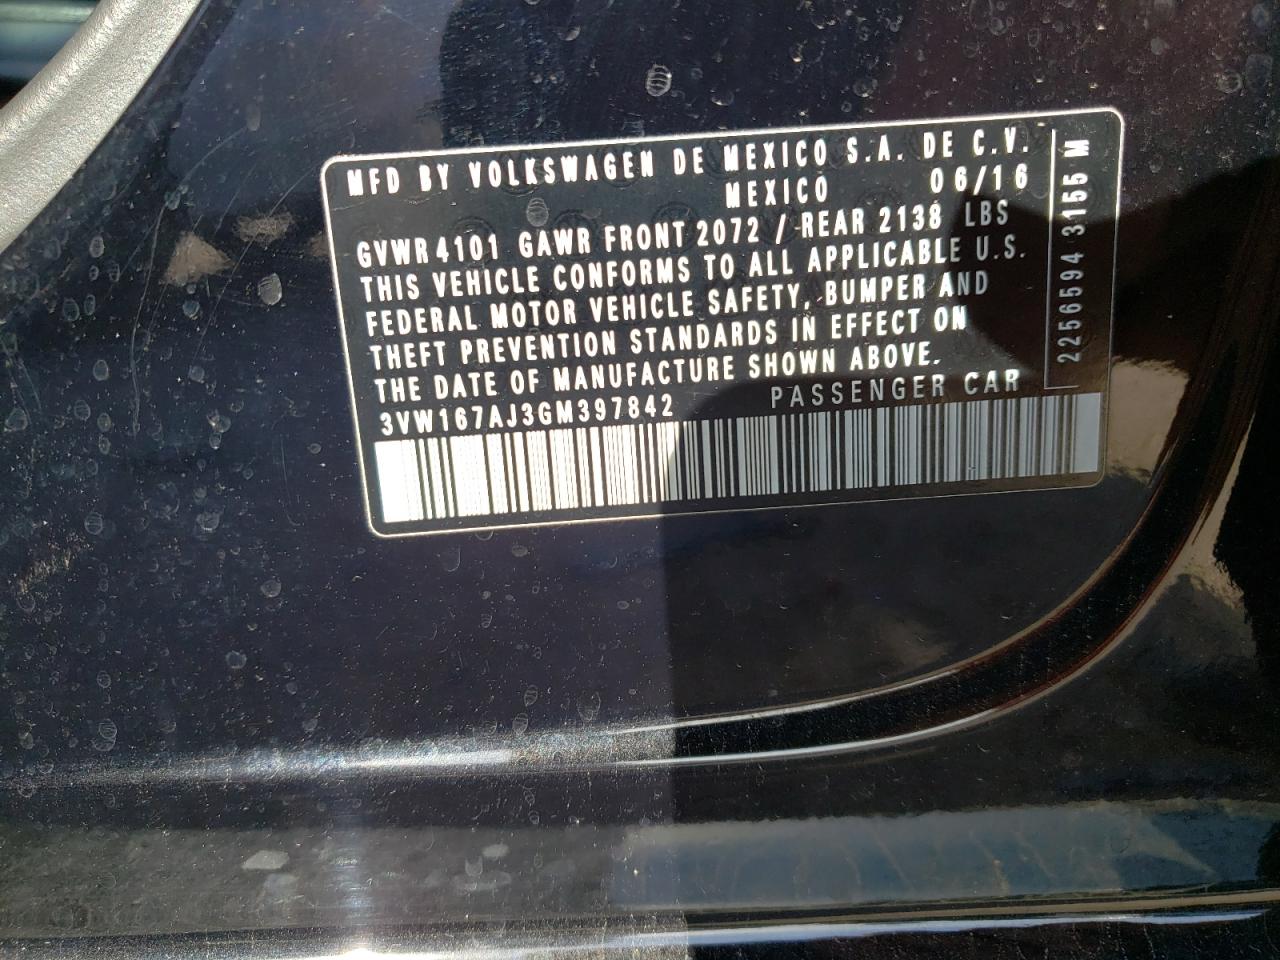 MFD BY VOLKSWAGEN DE MEXICO S.A. DE C.V.
MEXICO 06/16
GVWR 4101 GAWR FRONT 2072 / REAR 2138 LBS
THIS VEHICLE CONFORMS TO ALL APPLICABLE U.S.
FEDERAL MOTOR VEHICLE SAFETY, BUMPER AND
THEFT PREVENTION STANDARDS IN EFFECT ON
THE DATE OF MANUFACTURE SHOWN ABOVE.
3VW167AJ3GM397842 PASSENGER CAR
2256594 3155 M